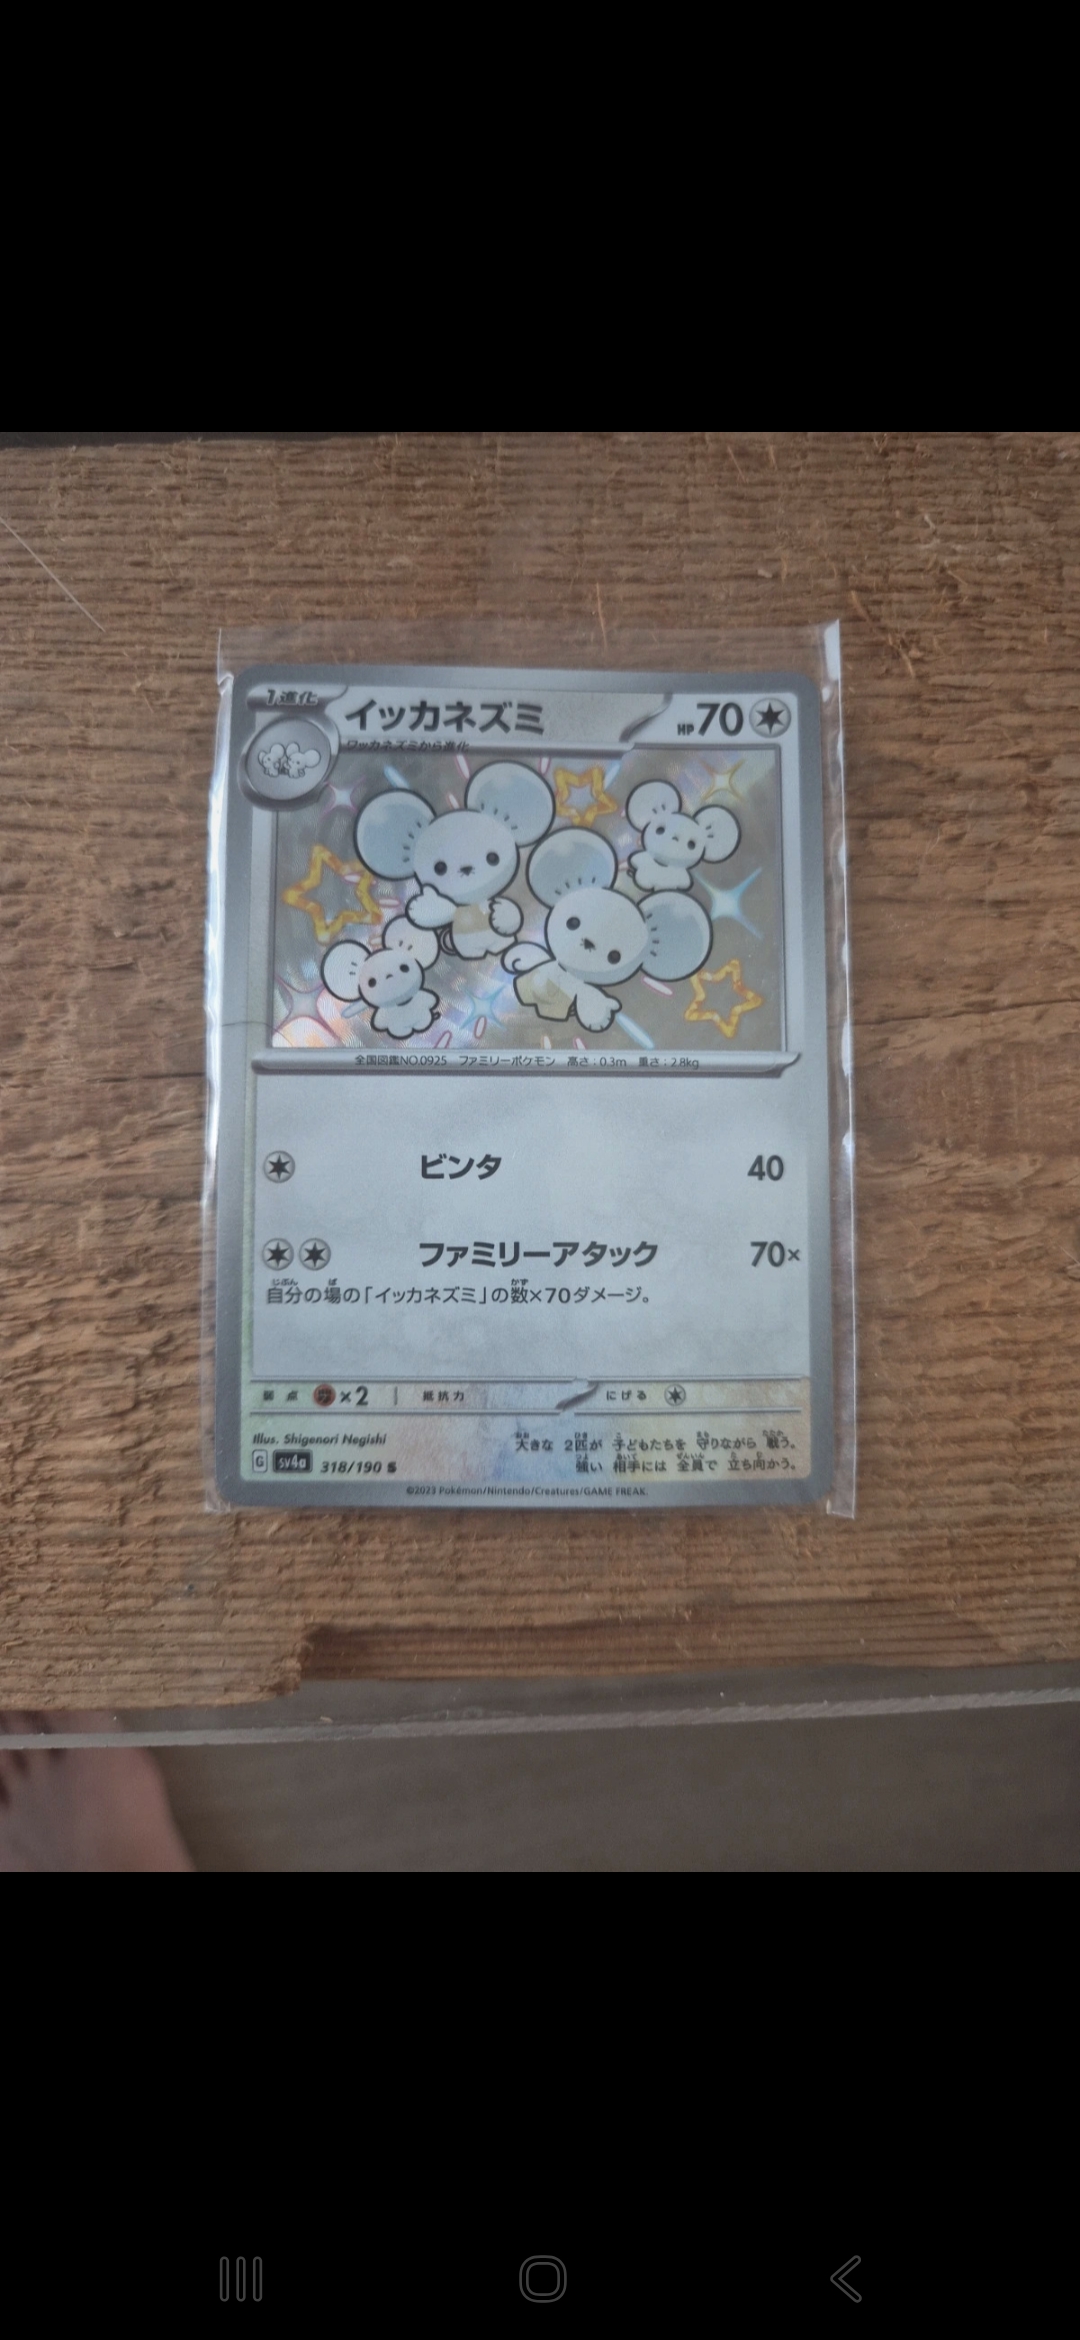 1進化
イッカネズミ
HP70
ワッカネズミから進化
全国図鑑NO.0925 ファミリーポケモン 高さ:0.3m 重さ:2.8kg
ビンタ 40
ファミリーアタック 70×
自分の場の「イッカネズミ」の数×70ダメージ。
弱点 ×2 抵抗力 にげる
Illus. Shigenori Negishi
大きな 2匹が 子どもたちを 守りながら 戦う。
強い 相手には 全員で 立ち向かう。
G sv4a 318/190 S
©2023 Pokémon/Nintendo/Creatures/GAME FREAK.